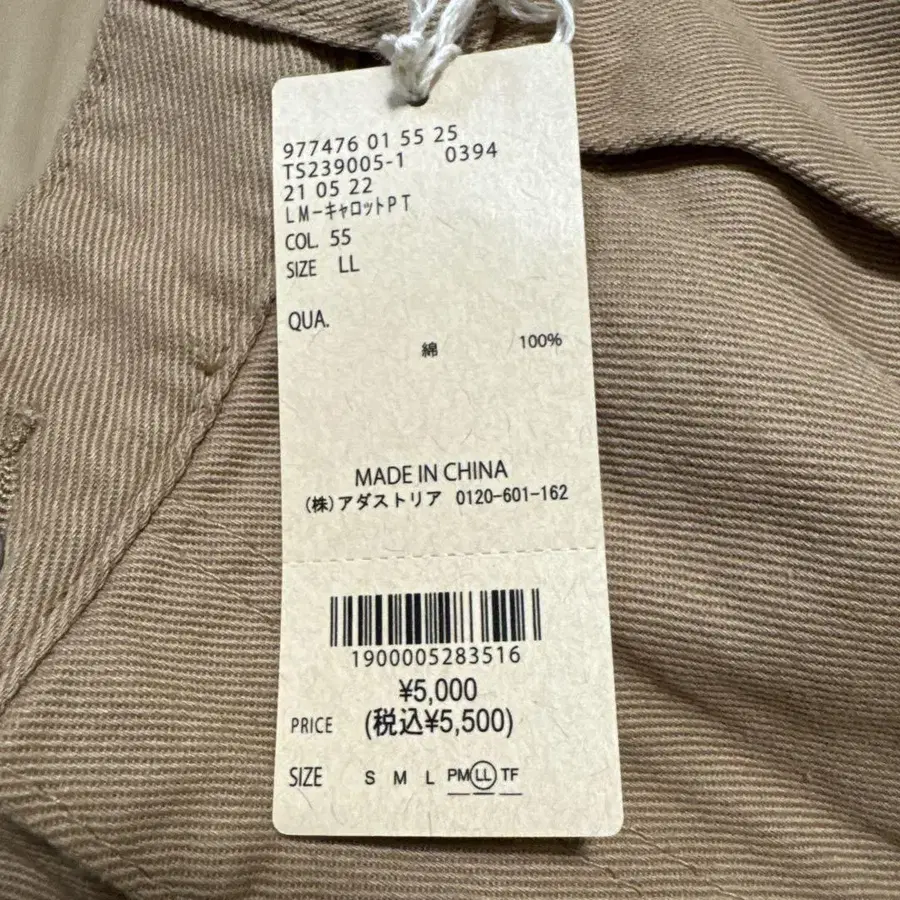 977476 01 55 25
TS239005-1 0394
21 05 22
LM-ｷｬﾛｯﾄPT
COL. 55
SIZE LL
QUA.
綿 100%
MADE IN CHINA
(株)アダストリア 0120-601-162
1900005283516
¥5,000
PRICE (税込¥5,500)
SIZE S M L PM LL TF